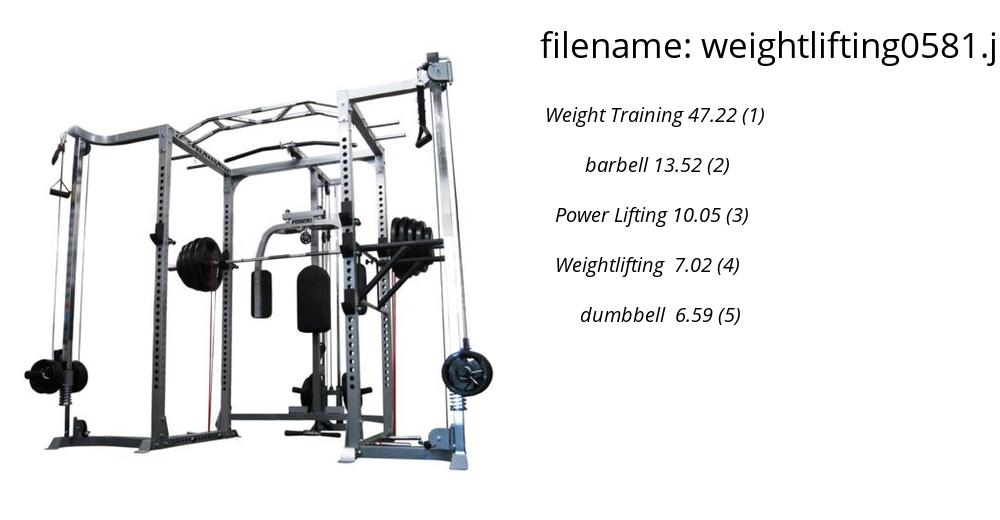 filename: weightlifting0581.j
Weight Training 47.22 (1)
barbell 13.52 (2)
Power Lifting 10.05 (3)
Weightlifting 7.02 (4)
dumbbell 6.59 (5)